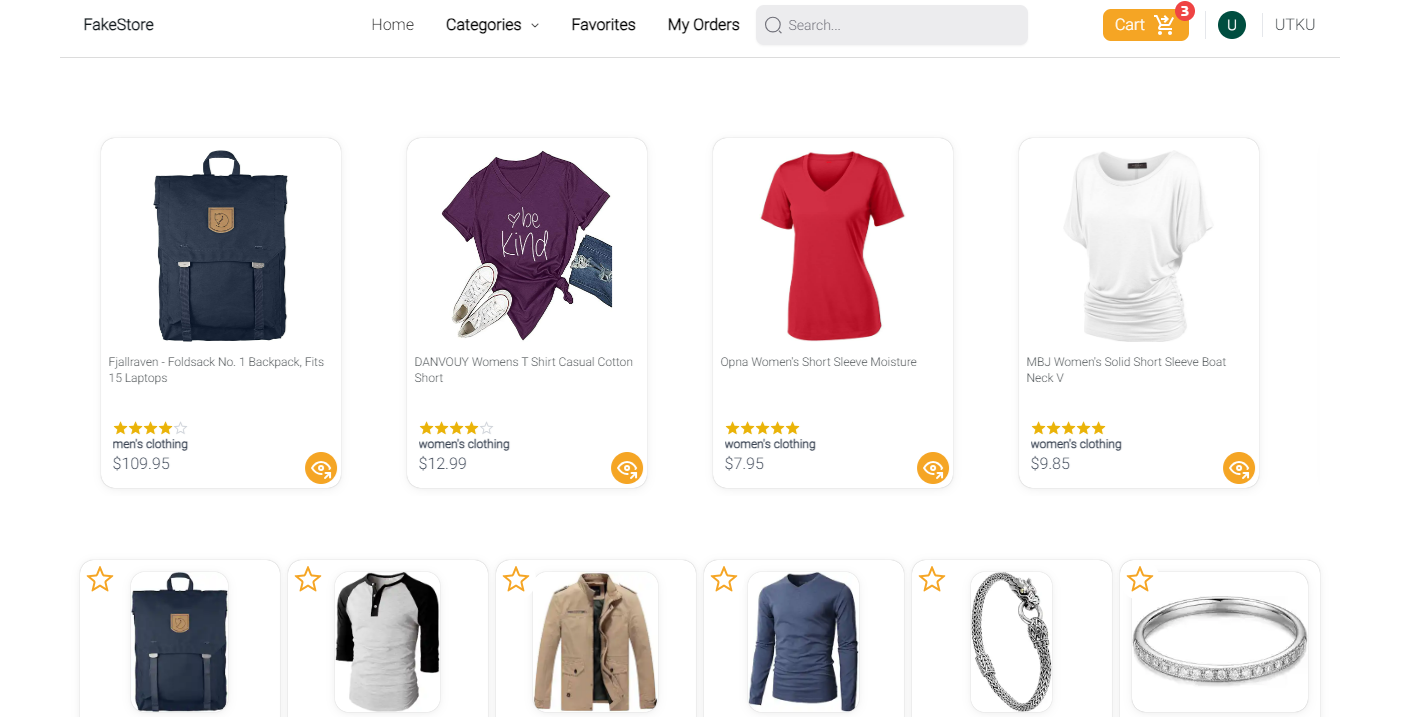 FakeStore
Home
Categories
Favorites
My Orders
Search...
Cart
3
U
UTKU
be
kind
Fjallraven - Foldsack No. 1 Backpack, Fits
15 Laptops
men's clothing
$109.95
DANVOUY Womens T Shirt Casual Cotton
Short
women's clothing
$12.99
Opna Women's Short Sleeve Moisture
women's clothing
$7.95
MBJ Women's Solid Short Sleeve Boat
Neck V
women's clothing
$9.85